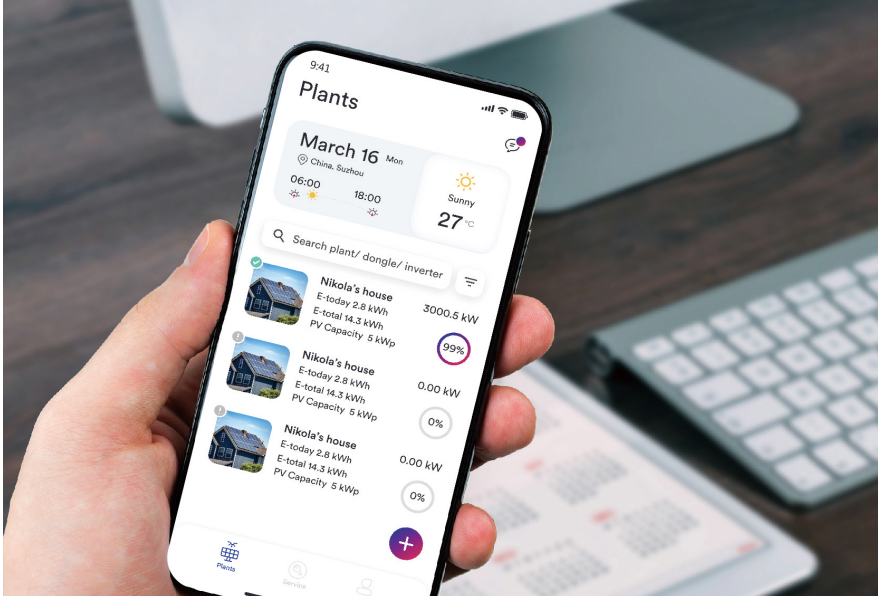 9:41
Plants
March 16 Mon
China, Suzhou
06:00
18:00
Sunny
27 °C
Search plant/ dongle/ inverter
Nikola's house
3000.5 kW
E-today 2.8 kWh
E-total 14.3 kWh
PV Capacity 5 kWp
99%
Nikola's house
0.00 kW
E-today 2.8 kWh
E-total 14.3 kWh
PV Capacity 5 kWp
0%
Nikola's house
0.00 kW
E-today 2.8 kWh
E-total 14.3 kWh
PV Capacity 5 kWp
0%
+
Plants
Service